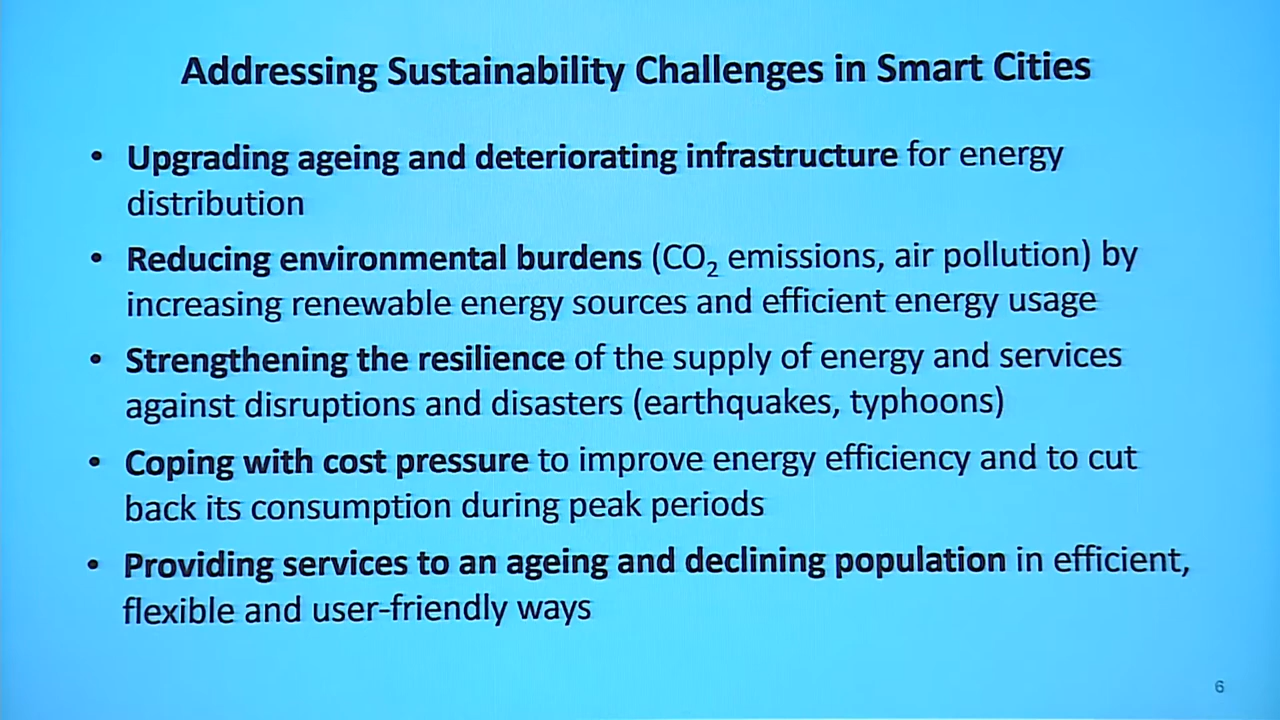 Addressing Sustainability Challenges in Smart Cities
• Upgrading ageing and deteriorating infrastructure for energy
distribution
• Reducing environmental burdens (CO₂ emissions, air pollution) by
increasing renewable energy sources and efficient energy usage
• Strengthening the resilience of the supply of energy and services
against disruptions and disasters (earthquakes, typhoons)
• Coping with cost pressure to improve energy efficiency and to cut
back its consumption during peak periods
• Providing services to an ageing and declining population in efficient,
flexible and user-friendly ways
6